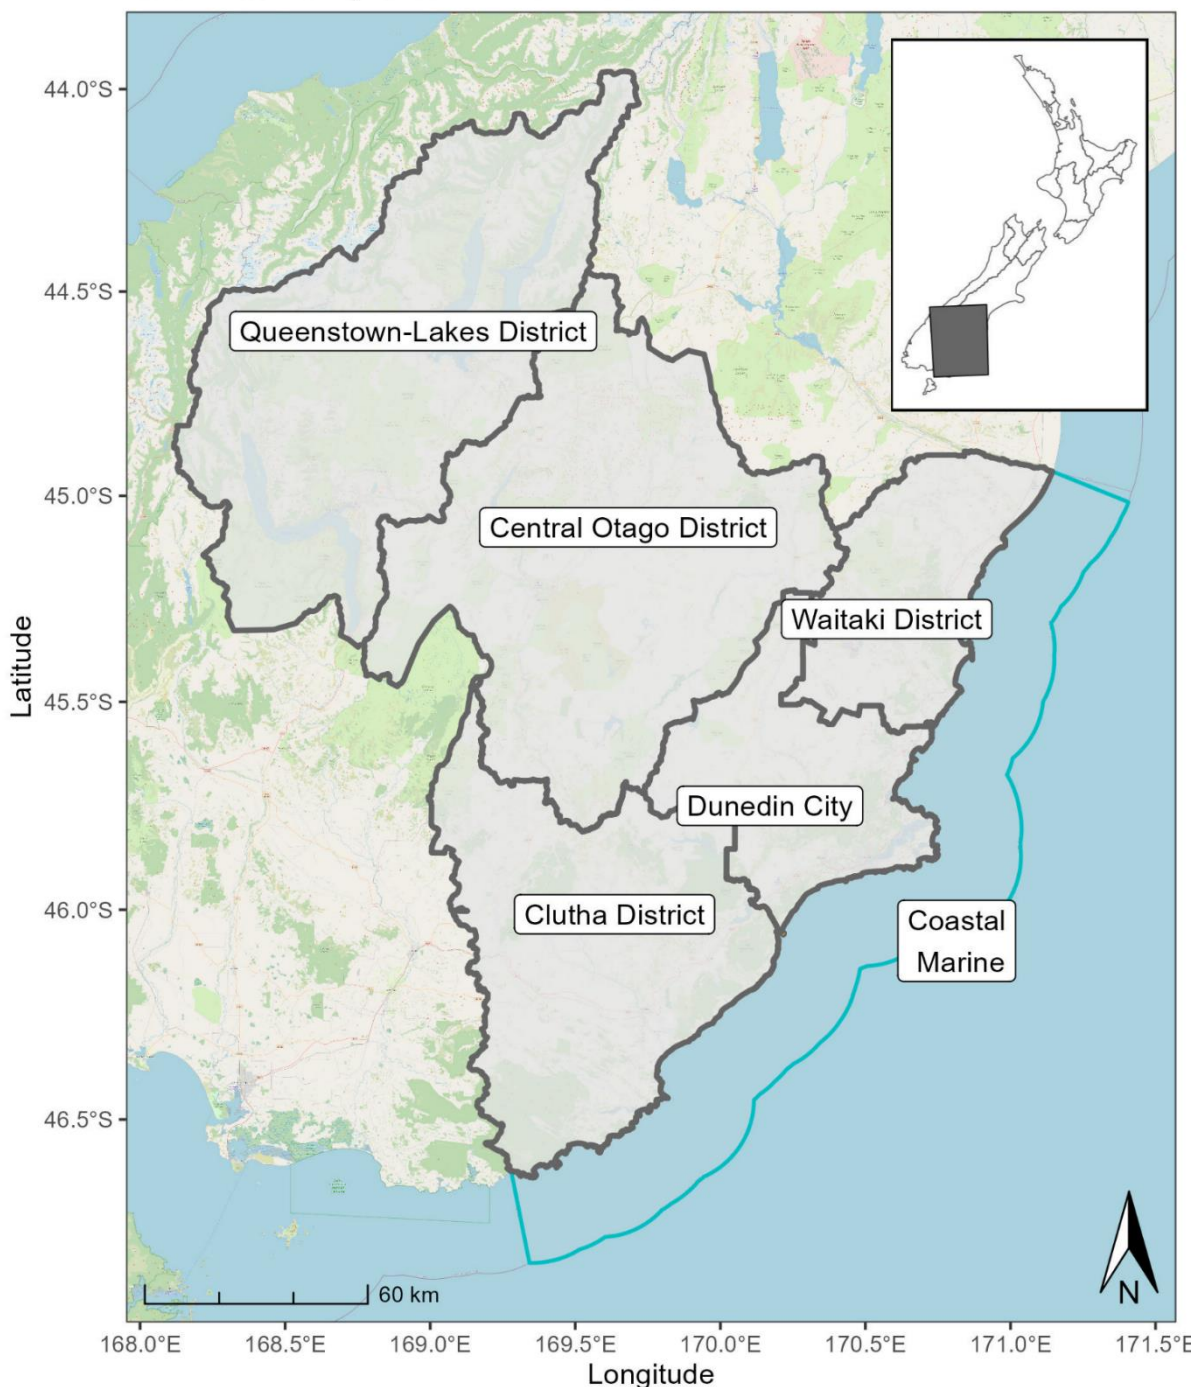 44.0°S
44.5°S
Queenstown-Lakes District
45.0°S
Central Otago District
Waitaki District
Latitude
45.5°S
Dunedin City
46.0°S
Clutha District
Coastal
Marine
46.5°S
60 km
N
168.0°E 168.5°E 169.0°E 169.5°E 170.0°E 170.5°E 171.0°E 171.5°E
Longitude